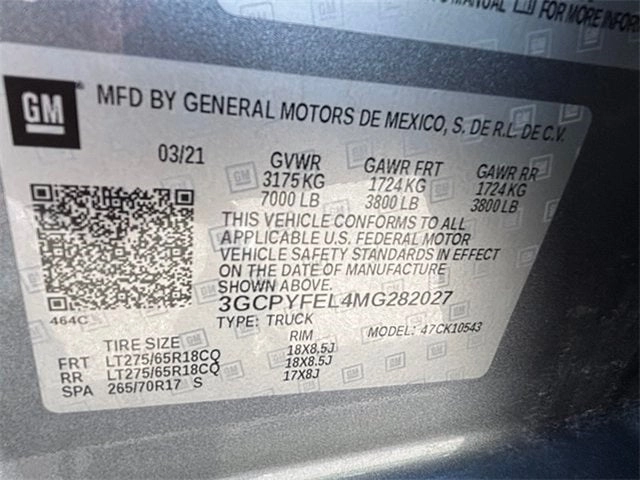 MANUAL FOR MORE
GM
MFD BY GENERAL MOTORS DE MEXICO, S. DE R.L. DE C.V.
03/21 GVWR GAWR FRT GAWR RR
3175 KG 1724 KG 1724 KG
7000 LB 3800 LB 3800 LB
THIS VEHICLE CONFORMS TO ALL
APPLICABLE U.S. FEDERAL MOTOR
VEHICLE SAFETY STANDARDS IN EFFECT
ON THE DATE OF MANUFACTURE
SHOWN ABOVE.
464C 3GCPYFEL4MG282027
TYPE: TRUCK MODEL: 47CK10543
TIRE SIZE RIM
FRT LT275/65R18CQ 18X8.5J
RR LT275/65R18CQ 18X8.5J
SPA 265/70R17 S 17X8J